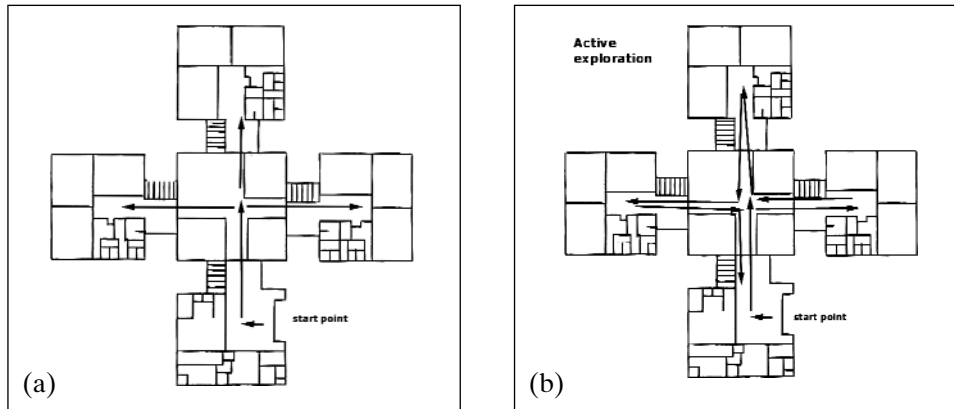 start point
(a)
Active
exploration
start point
(b)